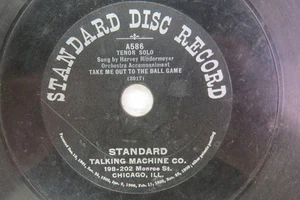 STANDARD DISC RECORD
A586
TENOR SOLO
Sung by Harvey Hindermeyer
Orchestra Accompaniment
TAKE ME OUT TO THE BALL GAME
(3917)
STANDARD
TALKING MACHINE CO.
198-202 Monroe St.
CHICAGO, ILL.